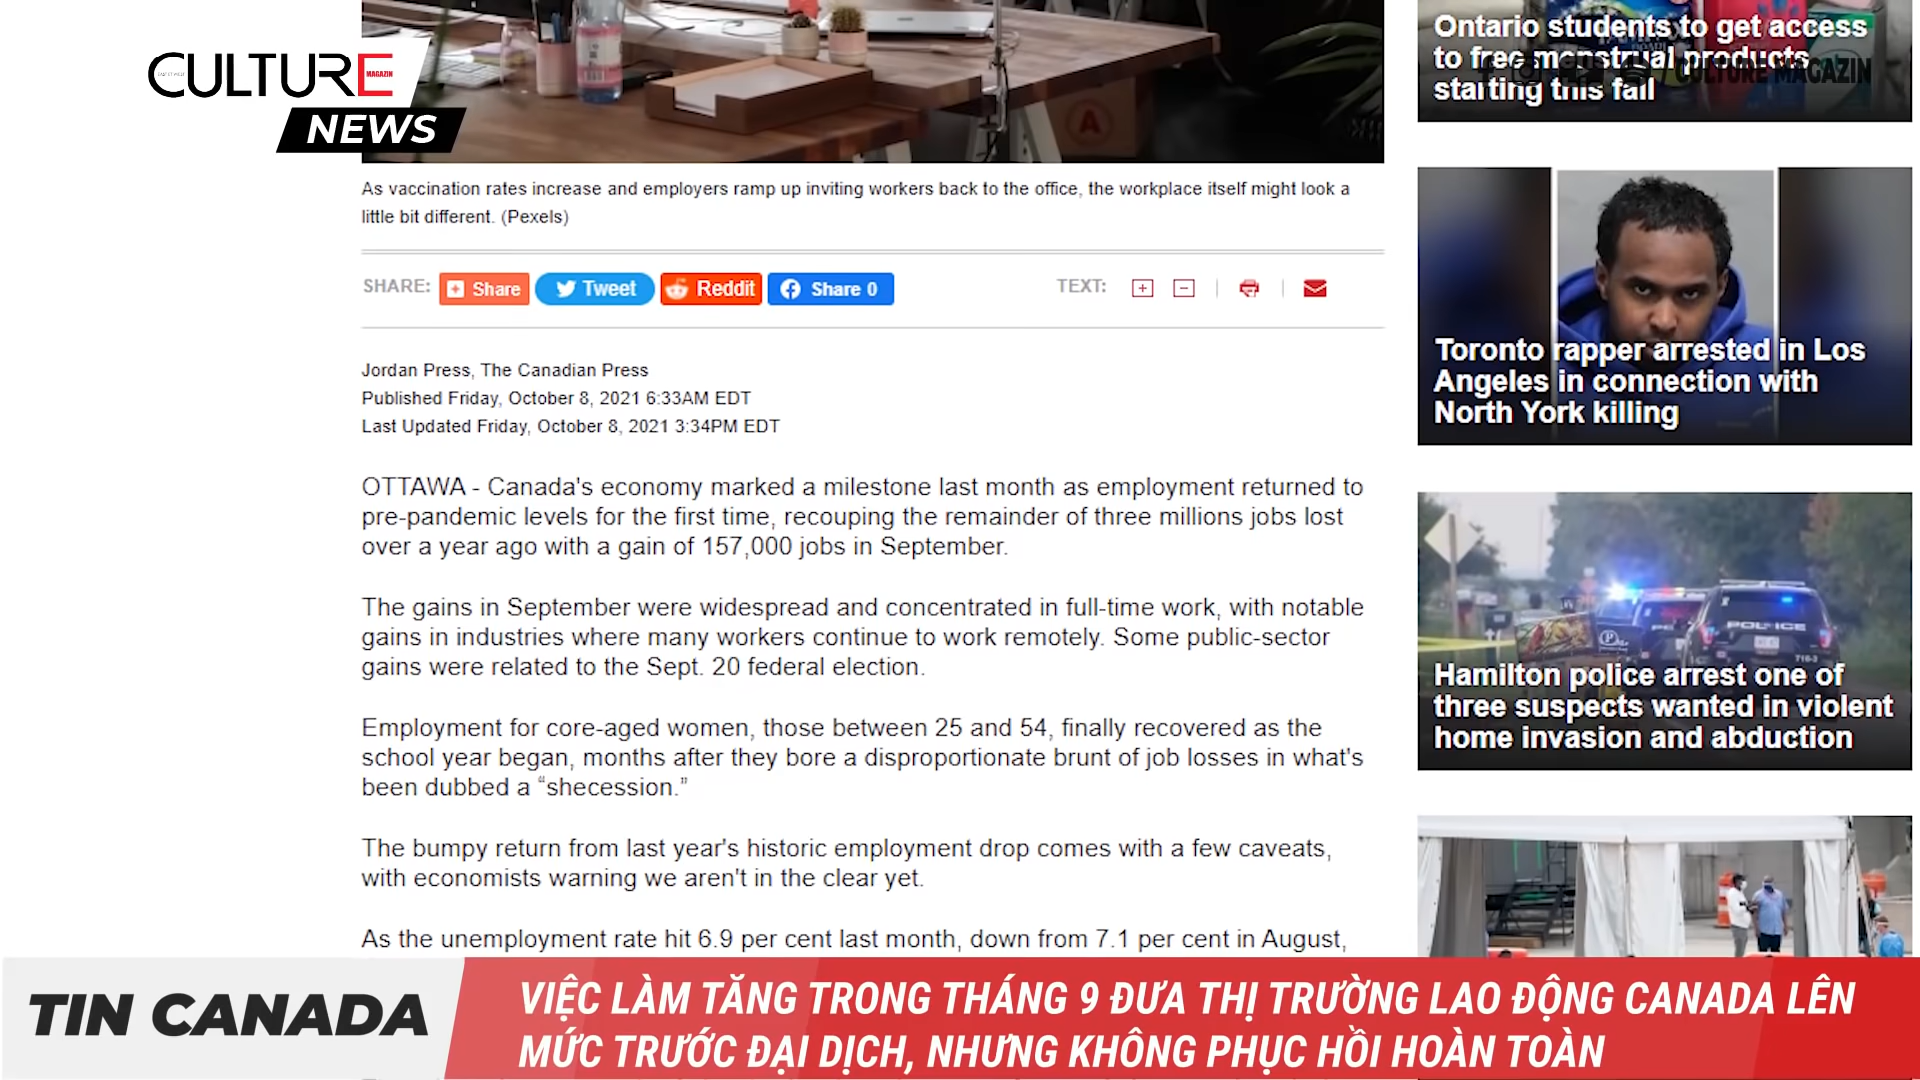 CULTURE
MAGAZIN
NEWS
As vaccination rates increase and employers ramp up inviting workers back to the office, the workplace itself might look a
little bit different. (Pexels)
SHARE:
Share
Tweet
Reddit
Share 0
TEXT:
Jordan Press, The Canadian Press
Published Friday, October 8, 2021 6:33AM EDT
Last Updated Friday, October 8, 2021 3:34PM EDT
OTTAWA - Canada's economy marked a milestone last month as employment returned to
pre-pandemic levels for the first time, recouping the remainder of three millions jobs lost
over a year ago with a gain of 157,000 jobs in September.
The gains in September were widespread and concentrated in full-time work, with notable
gains in industries where many workers continue to work remotely. Some public-sector
gains were related to the Sept. 20 federal election.
Employment for core-aged women, those between 25 and 54, finally recovered as the
school year began, months after they bore a disproportionate brunt of job losses in what's
been dubbed a “shecession.”
The bumpy return from last year's historic employment drop comes with a few caveats,
with economists warning we aren't in the clear yet.
As the unemployment rate hit 6.9 per cent last month, down from 7.1 per cent in August,
Ontario students to get access
to free menstrual products
starting this fall
/CULTURE MAGAZIN
Toronto rapper arrested in Los
Angeles in connection with
North York killing
POLICE
Hamilton police arrest one of
three suspects wanted in violent
home invasion and abduction
TIN CANADA
VIỆC LÀM TĂNG TRONG THÁNG 9 ĐƯA THỊ TRƯỜNG LAO ĐỘNG CANADA LÊN
MỨC TRƯỚC ĐẠI DỊCH, NHƯNG KHÔNG PHỤC HỒI HOÀN TOÀN